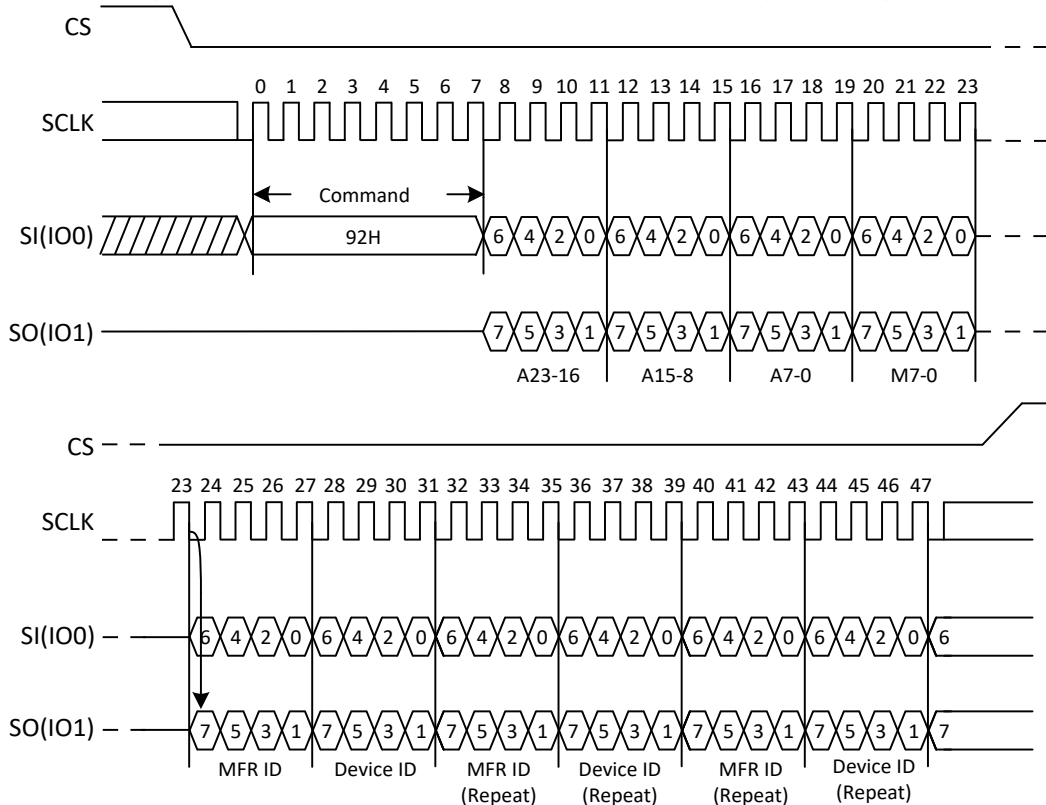 CS
0 1 2 3 4 5 6 7 8 9 10 11 12 13 14 15 16 17 18 19 20 21 22 23
SCLK
Command
SI(IO0) 92H 6 4 2 0 6 4 2 0 6 4 2 0 6 4 2 0
SO(IO1) 7 5 3 1 7 5 3 1 7 5 3 1 7 5 3 1
A23-16 A15-8 A7-0 M7-0
CS
23 24 25 26 27 28 29 30 31 32 33 34 35 36 37 38 39 40 41 42 43 44 45 46 47
SCLK
SI(IO0) 6 4 2 0 6 4 2 0 6 4 2 0 6 4 2 0 6 4 2 0 6 4 2 0 6
SO(IO1) 7 5 3 1 7 5 3 1 7 5 3 1 7 5 3 1 7 5 3 1 7 5 3 1 7
MFR ID Device ID MFR ID Device ID MFR ID Device ID
(Repeat) (Repeat) (Repeat) (Repeat)